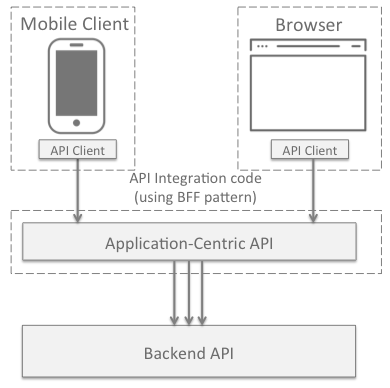 Mobile Client
Browser
API Client
API Client
API Integration code
(using BFF pattern)
Application-Centric API
Backend API